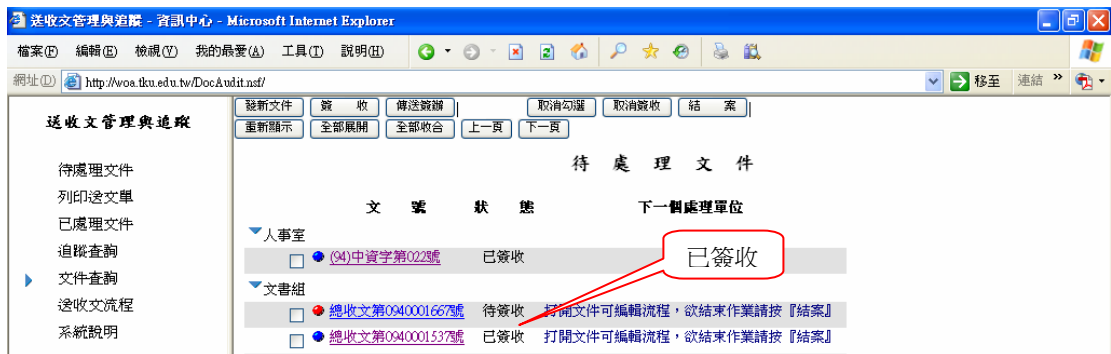 送收文管理與追蹤 - 資訊中心 - Microsoft Internet Explorer
檔案(F) 編輯(E) 檢視(V) 我的最愛(A) 工具(T) 說明(H)
網址(D) http://woa.tku.edu.tw/DocAudit.nsf/ 移至 連結 »
送收文管理與追蹤
待處理文件
列印送文單
已處理文件
追蹤查詢
文件查詢
送收文流程
系統說明
發新文件 簽 收 傳送簽辦 | 取消勾選 取消簽收 結 案 |
重新顯示 全部展開 全部收合 上一頁 下一頁
待 處 理 文 件
文 號 狀 態 下一個處理單位
人事室
(94)中資字第022號 已簽收
已簽收
文書組
總收文第0940001667號 待簽收 打開文件可編輯流程，欲結束作業請按『結案』
總收文第0940001537號 已簽收 打開文件可編輯流程，欲結束作業請按『結案』